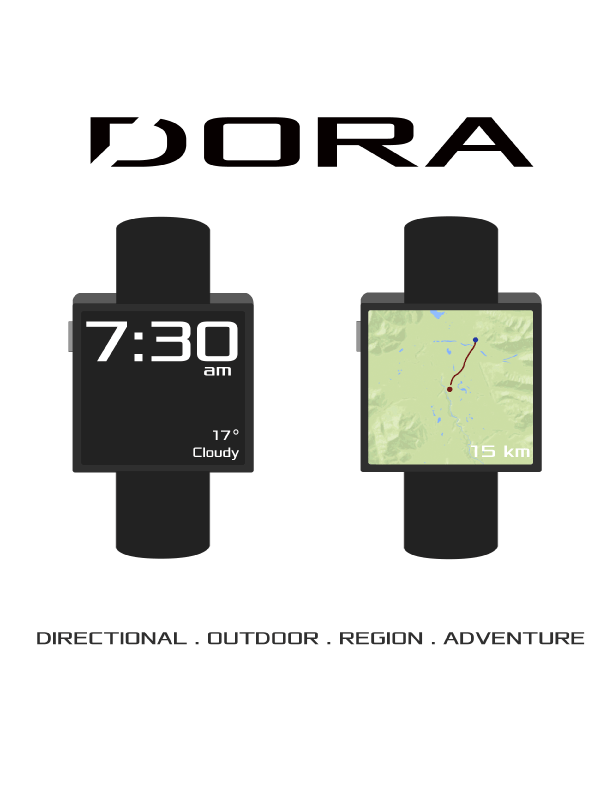 DORA
7:30
am
17°
Cloudy
15 km
DIRECTIONAL . OUTDOOR . REGION . ADVENTURE